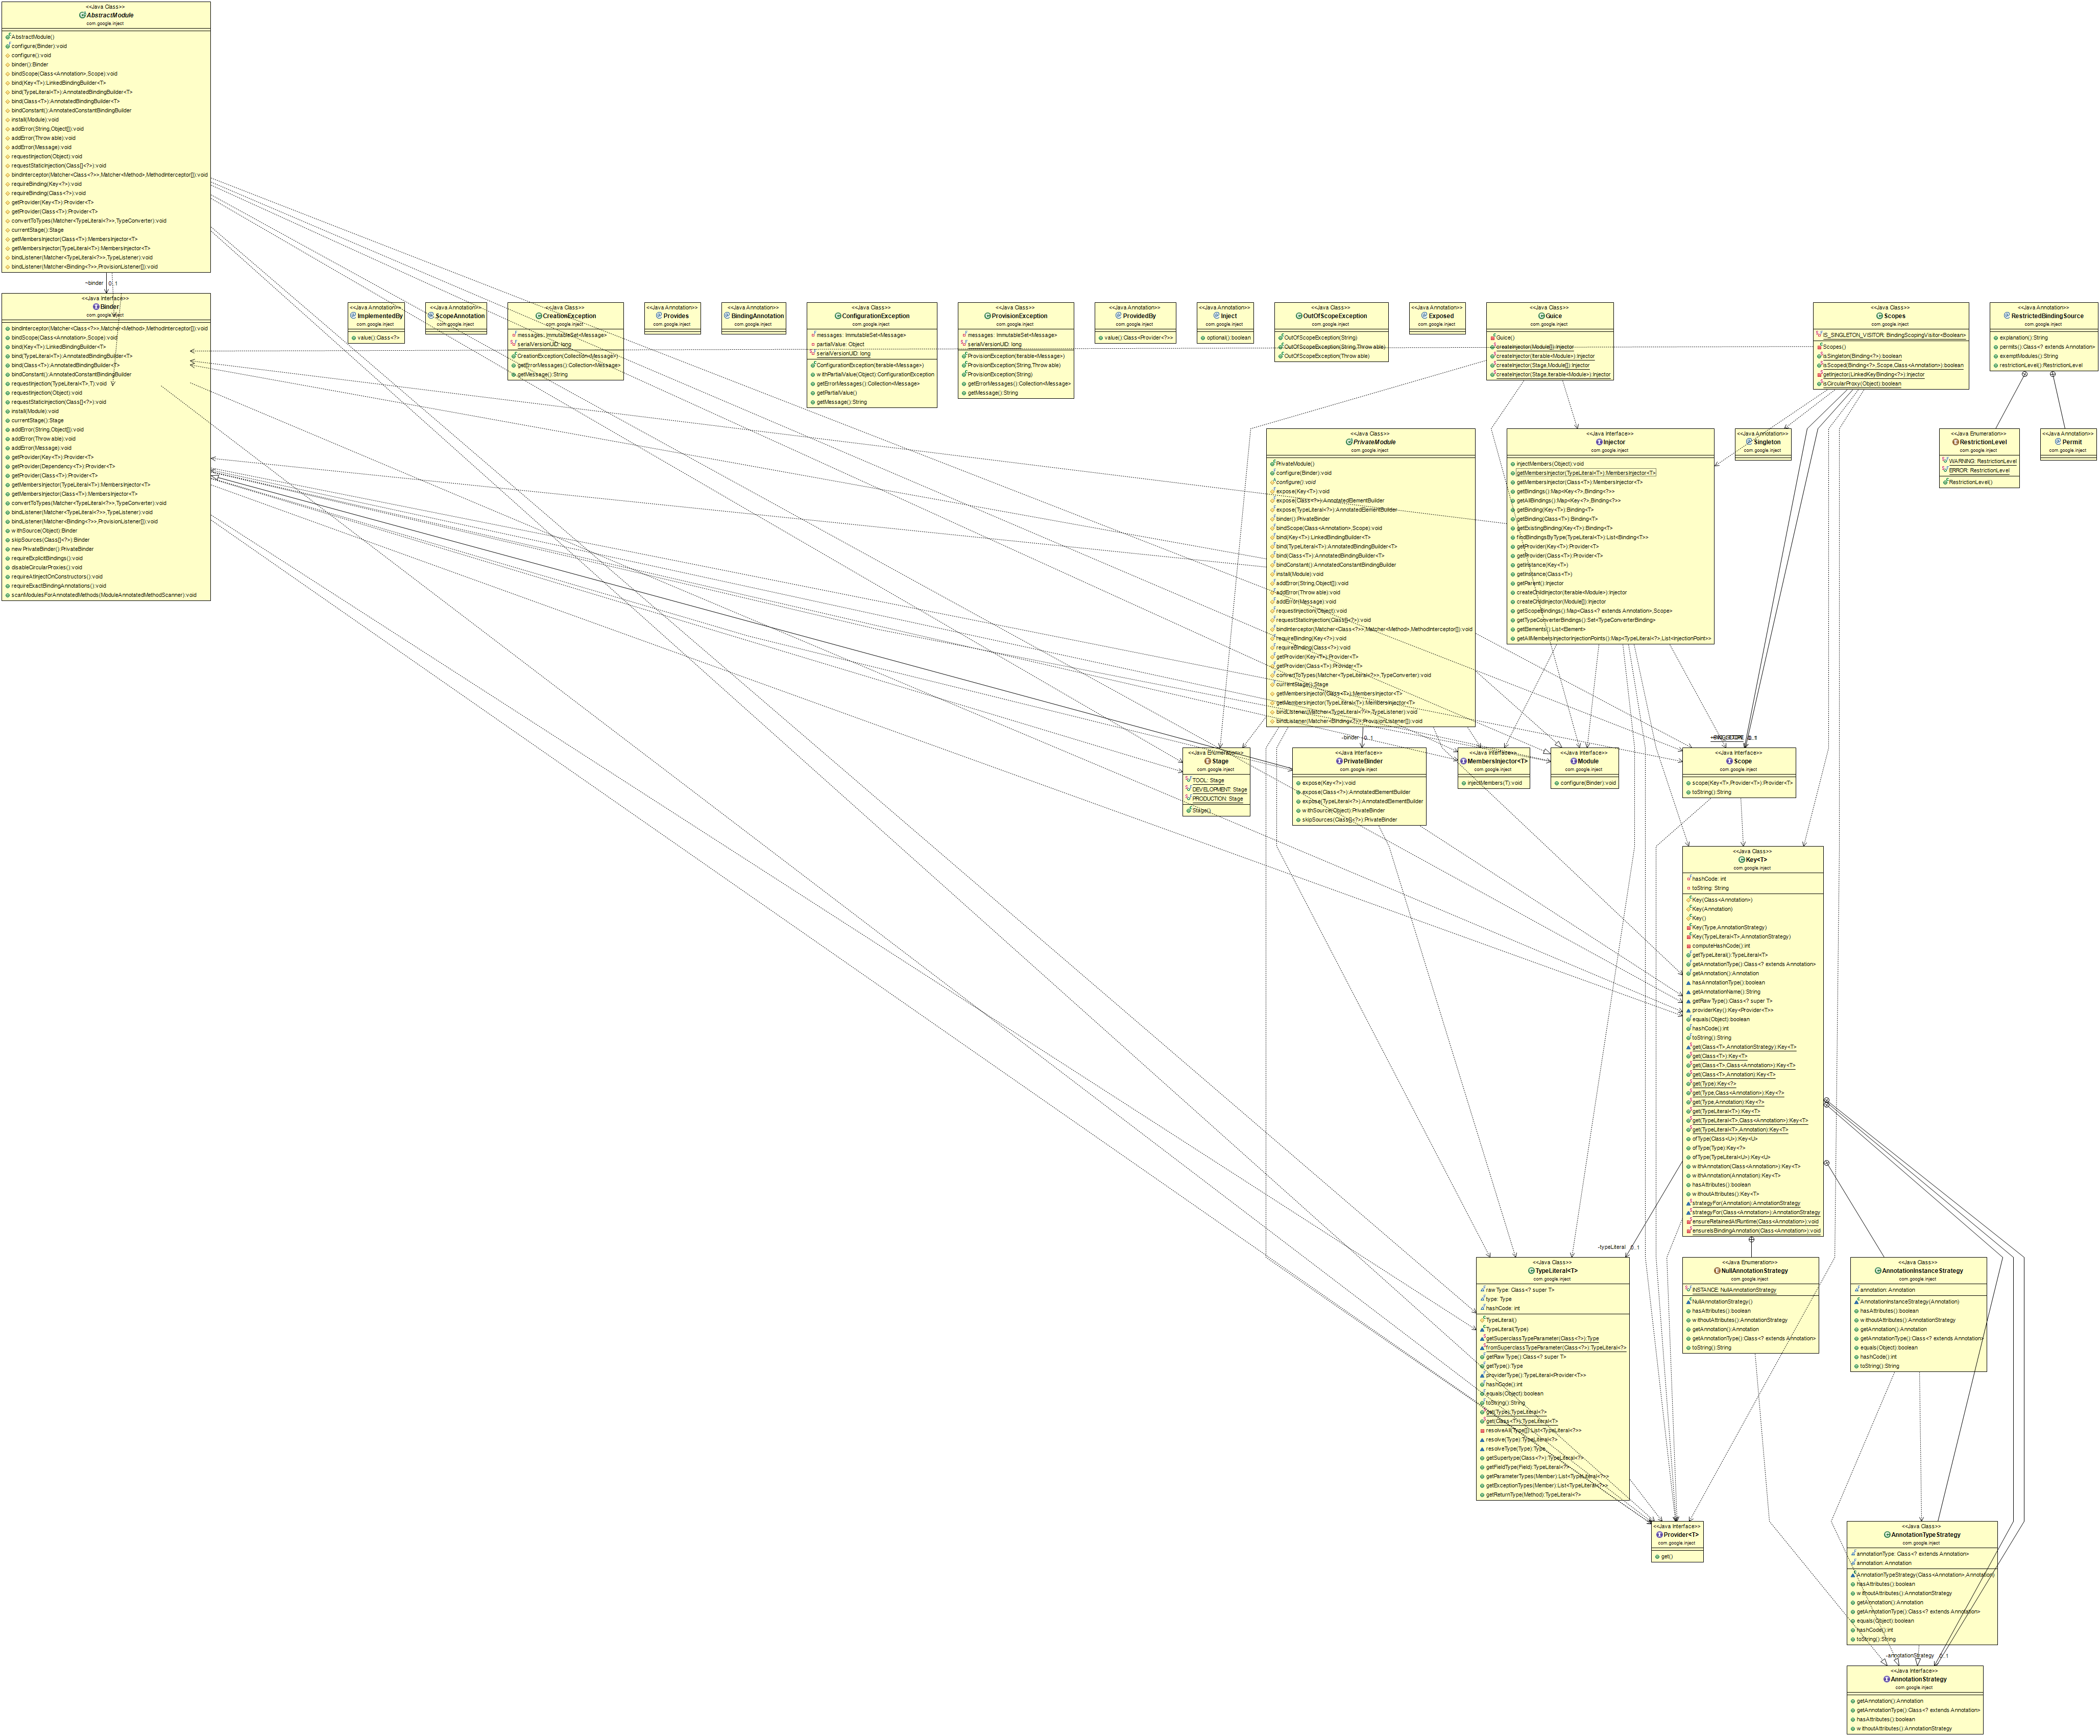 <<Java Class>>
AbstractModule
com.google.inject
AbstractModule()
configure(Binder):void
configure():void
binder():Binder
bindScope(Class<Annotation>,Scope):void
bind(Key<T>):LinkedBindingBuilder<T>
bind(TypeLiteral<T>):AnnotatedBindingBuilder<T>
bind(Class<T>):AnnotatedBindingBuilder<T>
bindConstant():AnnotatedConstantBindingBuilder
install(Module):void
addError(String,Object[]):void
addError(Throwable):void
addError(Message):void
requestInjection(Object):void
requestStaticInjection(Class[]<?>):void
bindInterceptor(Matcher<Class<?>>,Matcher<Method>,MethodInterceptor[]):void
requireBinding(Key<?>):void
requireBinding(Class<?>):void
getProvider(Key<T>):Provider<T>
getProvider(Class<T>):Provider<T>
convertToTypes(Matcher<TypeLiteral<?>>,TypeConverter):void
currentStage():Stage
getMembersInjector(Class<T>):MembersInjector<T>
getMembersInjector(TypeLiteral<T>):MembersInjector<T>
bindListener(Matcher<TypeLiteral<?>>,TypeListener):void
bindListener(Matcher<Binding<?>>,ProvisionListener[]):void
~binder 0..1
<<Java Interface>>
Binder
com.google.inject
bindInterceptor(Matcher<Class<?>>,Matcher<Method>,MethodInterceptor[]):void
bindScope(Class<Annotation>,Scope):void
bind(Key<T>):LinkedBindingBuilder<T>
bind(TypeLiteral<T>):AnnotatedBindingBuilder<T>
bind(Class<T>):AnnotatedBindingBuilder<T>
bindConstant():AnnotatedConstantBindingBuilder
requestInjection(TypeLiteral<T>,T):void
requestInjection(Object):void
requestStaticInjection(Class[]<?>):void
install(Module):void
currentStage():Stage
addError(String,Object[]):void
addError(Throwable):void
addError(Message):void
getProvider(Key<T>):Provider<T>
getProvider(Dependency<T>):Provider<T>
getProvider(Class<T>):Provider<T>
getMembersInjector(TypeLiteral<T>):MembersInjector<T>
getMembersInjector(Class<T>):MembersInjector<T>
convertToTypes(Matcher<TypeLiteral<?>>,TypeConverter):void
bindListener(Matcher<TypeLiteral<?>>,TypeListener):void
bindListener(Matcher<Binding<?>>,ProvisionListener[]):void
withSource(Object):Binder
skipSources(Class[]<?>):Binder
newPrivateBinder():PrivateBinder
requireExplicitBindings():void
disableCircularProxies():void
requireAtInjectOnConstructors():void
requireExactBindingAnnotations():void
scanModulesForAnnotatedMethods(ModuleAnnotatedMethodScanner):void
<<Java Annotation>>
ImplementedBy
com.google.inject
value():Class<?>
<<Java Annotation>>
ScopeAnnotation
com.google.inject
<<Java Class>>
CreationException
com.google.inject
messages: ImmutableSet<Message>
serialVersionUID: long
CreationException(Collection<Message>)
getErrorMessages():Collection<Message>
getMessage():String
<<Java Annotation>>
Provides
com.google.inject
<<Java Annotation>>
BindingAnnotation
com.google.inject
<<Java Class>>
ConfigurationException
com.google.inject
messages: ImmutableSet<Message>
partialValue: Object
serialVersionUID: long
ConfigurationException(Iterable<Message>)
withPartialValue(Object):ConfigurationException
getErrorMessages():Collection<Message>
getPartialValue()
getMessage():String
<<Java Class>>
ProvisionException
com.google.inject
messages: ImmutableSet<Message>
serialVersionUID: long
ProvisionException(Iterable<Message>)
ProvisionException(String,Throwable)
ProvisionException(String)
getErrorMessages():Collection<Message>
getMessage():String
<<Java Annotation>>
ProvidedBy
com.google.inject
value():Class<Provider<?>>
<<Java Annotation>>
Inject
com.google.inject
optional():boolean
<<Java Class>>
OutOfScopeException
com.google.inject
OutOfScopeException(String)
OutOfScopeException(String,Throwable)
OutOfScopeException(Throwable)
<<Java Annotation>>
Exposed
com.google.inject
<<Java Class>>
Guice
com.google.inject
Guice()
createInjector(Module[]):Injector
createInjector(Iterable<Module>):Injector
createInjector(Stage,Module[]):Injector
createInjector(Stage,Iterable<Module>):Injector
<<Java Class>>
Scopes
com.google.inject
IS_SINGLETON_VISITOR: BindingScopingVisitor<Boolean>
Scopes()
isSingleton(Binding<?>):boolean
isScoped(Binding<?>,Scope,Class<Annotation>):boolean
getInjector(LinkedKeyBinding<?>):Injector
isCircularProxy(Object):boolean
<<Java Annotation>>
RestrictedBindingSource
com.google.inject
explanation():String
permits():Class<? extends Annotation>
exemptModules():String
restrictionLevel():RestrictionLevel
<<Java Class>>
PrivateModule
com.google.inject
PrivateModule()
configure(Binder):void
configure():void
expose(Key<T>):void
expose(Class<?>):AnnotatedElementBuilder
expose(TypeLiteral<?>):AnnotatedElementBuilder
binder():PrivateBinder
bindScope(Class<Annotation>,Scope):void
bind(Key<T>):LinkedBindingBuilder<T>
bind(TypeLiteral<T>):AnnotatedBindingBuilder<T>
bind(Class<T>):AnnotatedBindingBuilder<T>
bindConstant():AnnotatedConstantBindingBuilder
install(Module):void
addError(String,Object[]):void
addError(Throwable):void
addError(Message):void
requestInjection(Object):void
requestStaticInjection(Class[]<?>):void
bindInterceptor(Matcher<Class<?>>,Matcher<Method>,MethodInterceptor[]):void
requireBinding(Key<?>):void
requireBinding(Class<?>):void
getProvider(Key<T>):Provider<T>
getProvider(Class<T>):Provider<T>
convertToTypes(Matcher<TypeLiteral<?>>,TypeConverter):void
currentStage():Stage
getMembersInjector(Class<T>):MembersInjector<T>
getMembersInjector(TypeLiteral<T>):MembersInjector<T>
bindListener(Matcher<TypeLiteral<?>>,TypeListener):void
bindListener(Matcher<Binding<?>>,ProvisionListener[]):void
<<Java Interface>>
Injector
com.google.inject
injectMembers(Object):void
getMembersInjector(TypeLiteral<T>):MembersInjector<T>
getMembersInjector(Class<T>):MembersInjector<T>
getBindings():Map<Key<?>,Binding<?>>
getAllBindings():Map<Key<?>,Binding<?>>
getBinding(Key<T>):Binding<T>
getBinding(Class<T>):Binding<T>
getExistingBinding(Key<T>):Binding<T>
findBindingsByType(TypeLiteral<T>):List<Binding<T>>
getProvider(Key<T>):Provider<T>
getProvider(Class<T>):Provider<T>
getInstance(Key<T>)
getInstance(Class<T>)
getParent():Injector
createChildInjector(Iterable<Module>):Injector
createChildInjector(Module[]):Injector
getScopeBindings():Map<Class<? extends Annotation>,Scope>
getTypeConverterBindings():Set<TypeConverterBinding>
getElements():List<Element>
getAllMembersInjectorInjectionPoints():Map<TypeLiteral<?>,List<InjectionPoint>>
<<Java Annotation>>
Singleton
com.google.inject
<<Java Enumeration>>
RestrictionLevel
com.google.inject
WARNING: RestrictionLevel
ERROR: RestrictionLevel
RestrictionLevel()
<<Java Annotation>>
Permit
com.google.inject
-binder 0..1
0..1
<<Java Enumeration>>
Stage
com.google.inject
TOOL: Stage
DEVELOPMENT: Stage
PRODUCTION: Stage
Stage()
<<Java Interface>>
PrivateBinder
com.google.inject
expose(Key<T>):void
expose(Class<?>):AnnotatedElementBuilder
expose(TypeLiteral<?>):AnnotatedElementBuilder
withSource(Object):PrivateBinder
skipSources(Class[]<?>):PrivateBinder
<<Java Interface>>
MembersInjector<T>
com.google.inject
injectMembers(T):void
<<Java Interface>>
Module
com.google.inject
configure(Binder):void
<<Java Interface>>
Scope
com.google.inject
scope(Key<T>,Provider<T>):Provider<T>
toString():String
<<Java Class>>
Key<T>
com.google.inject
hashCode: int
toString: String
Key(Class<Annotation>)
Key(Annotation)
Key()
Key(Type,AnnotationStrategy)
Key(TypeLiteral<T>,AnnotationStrategy)
computeHashCode():int
getTypeLiteral():TypeLiteral<T>
getAnnotationType():Class<? extends Annotation>
getAnnotation():Annotation
hasAnnotationType():boolean
getAnnotationName():String
getRawType():Class<? super T>
providerKey():Key<Provider<T>>
equals(Object):boolean
hashCode():int
toString():String
get(Class<T>,AnnotationStrategy):Key<T>
get(Class<T>):Key<T>
get(Class<T>,Class<Annotation>):Key<T>
get(Class<T>,Annotation):Key<T>
get(Type):Key<?>
get(Type,Class<Annotation>):Key<?>
get(Type,Annotation):Key<?>
get(TypeLiteral<T>):Key<T>
get(TypeLiteral<T>,Class<Annotation>):Key<T>
get(TypeLiteral<T>,Annotation):Key<T>
ofType(Class<U>):Key<U>
ofType(Type):Key<?>
ofType(TypeLiteral<U>):Key<U>
withAnnotation(Class<Annotation>):Key<T>
withAnnotation(Annotation):Key<T>
hasAttributes():boolean
withoutAttributes():Key<T>
strategyFor(Annotation):AnnotationStrategy
strategyFor(Class<Annotation>):AnnotationStrategy
ensureRetainedAtRuntime(Class<Annotation>):void
ensureIsBindingAnnotation(Class<Annotation>):void
-typeLiteral 0..1
<<Java Class>>
TypeLiteral<T>
com.google.inject
rawType: Class<? super T>
type: Type
hashCode: int
TypeLiteral()
TypeLiteral(Type)
getSuperclassTypeParameter(Class<?>):Type
fromSuperclassTypeParameter(Class<?>):TypeLiteral<?>
getRawType():Class<? super T>
getType():Type
providerType():TypeLiteral<Provider<T>>
hashCode():int
equals(Object):boolean
toString():String
get(Type):TypeLiteral<?>
get(Class<T>):TypeLiteral<T>
resolveAll(Type[]):List<TypeLiteral<?>>
resolve(Type):TypeLiteral<?>
resolveType(Type):Type
getSupertype(Class<?>):TypeLiteral<?>
getFieldType(Field):TypeLiteral<?>
getParameterTypes(Member):List<TypeLiteral<?>>
getExceptionTypes(Member):List<TypeLiteral<?>>
getReturnType(Method):TypeLiteral<?>
<<Java Enumeration>>
NullAnnotationStrategy
com.google.inject
INSTANCE: NullAnnotationStrategy
NullAnnotationStrategy()
hasAttributes():boolean
withoutAttributes():AnnotationStrategy
getAnnotation():Annotation
getAnnotationType():Class<? extends Annotation>
toString():String
<<Java Class>>
AnnotationInstanceStrategy
com.google.inject
annotation: Annotation
AnnotationInstanceStrategy(Annotation)
hasAttributes():boolean
withoutAttributes():AnnotationStrategy
getAnnotation():Annotation
getAnnotationType():Class<? extends Annotation>
equals(Object):boolean
hashCode():int
toString():String
<<Java Interface>>
Provider<T>
com.google.inject
get()
<<Java Class>>
AnnotationTypeStrategy
com.google.inject
annotationType: Class<? extends Annotation>
annotation: Annotation
AnnotationTypeStrategy(Class<Annotation>,Annotation)
hasAttributes():boolean
withoutAttributes():AnnotationStrategy
getAnnotation():Annotation
getAnnotationType():Class<? extends Annotation>
equals(Object):boolean
hashCode():int
toString():String
-annotationStrategy 0..1
<<Java Interface>>
AnnotationStrategy
com.google.inject
getAnnotation():Annotation
getAnnotationType():Class<? extends Annotation>
hasAttributes():boolean
withoutAttributes():AnnotationStrategy